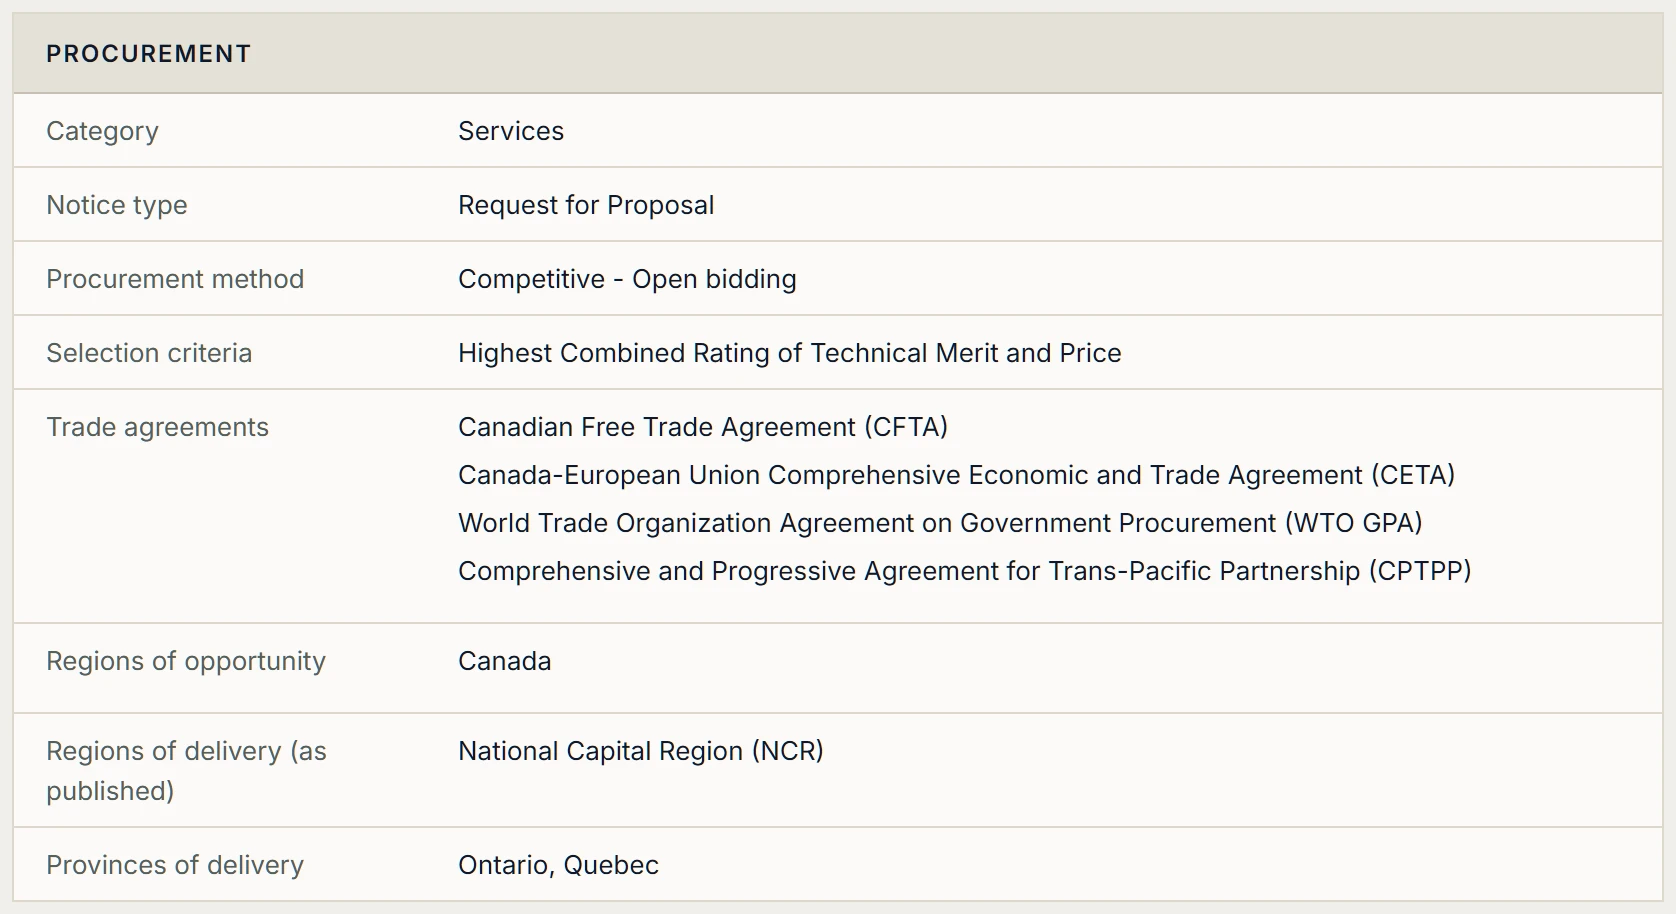 PROCUREMENT
Category
Services
Notice type
Request for Proposal
Procurement method
Competitive - Open bidding
Selection criteria
Highest Combined Rating of Technical Merit and Price
Trade agreements
Canadian Free Trade Agreement (CFTA)
Canada-European Union Comprehensive Economic and Trade Agreement (CETA)
World Trade Organization Agreement on Government Procurement (WTO GPA)
Comprehensive and Progressive Agreement for Trans-Pacific Partnership (CPTPP)
Regions of opportunity
Canada
Regions of delivery (as
published)
National Capital Region (NCR)
Provinces of delivery
Ontario, Quebec